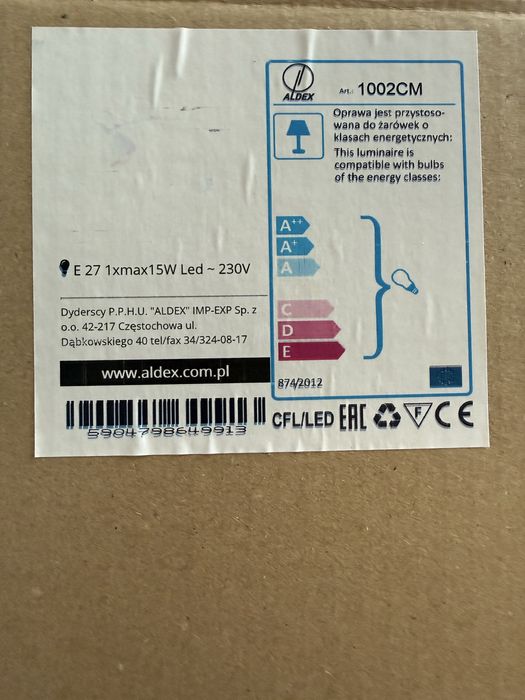 ALDEX
Art.: 1002CM
Oprawa jest przystoso-
wana do żarówek o
klasach energetycznych:
This luminaire is
compatible with bulbs
of the energy classes:
A++
A+
A
C
D
E
874/2012
E 27 1xmax15W Led ~ 230V
Dyderscy P.P.H.U. "ALDEX" IMP-EXP Sp. z
o.o. 42-217 Częstochowa ul.
Dąbkowskiego 40 tel/fax 34/324-08-17
www.aldex.com.pl
5904798649913
CFL/LED EAC F CE